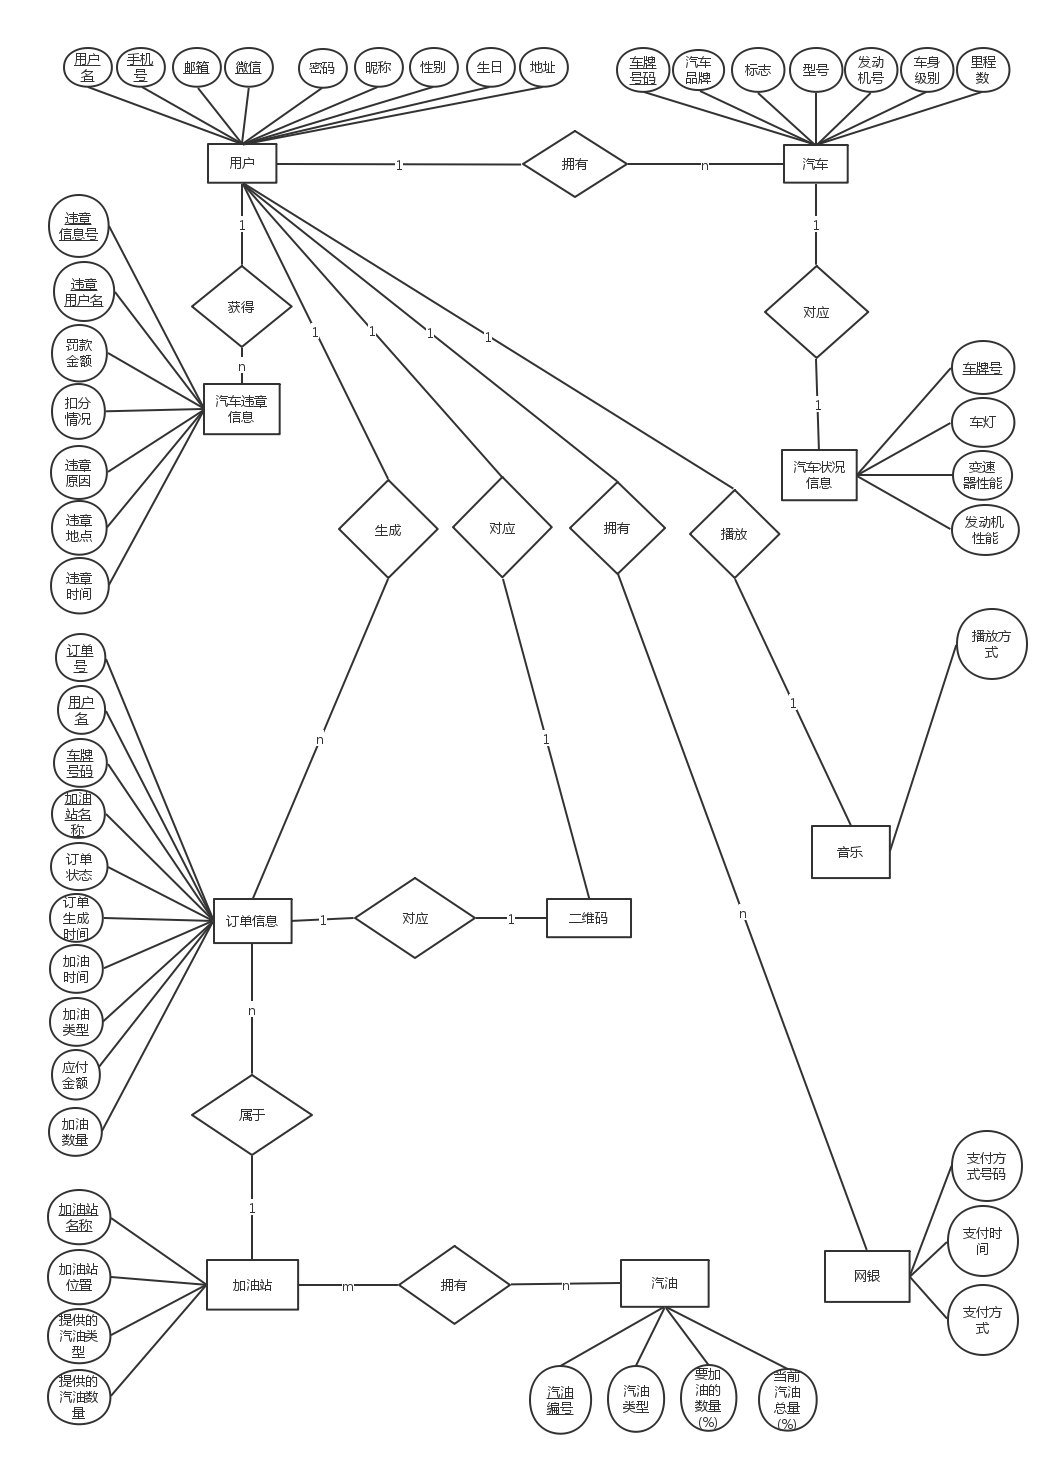 用户
名
手机
号
邮箱
微信
密码
昵称
性别
生日
地址
车牌
号码
汽车
品牌
标志
型号
发动
机号
车身
级别
里程
数
用户
1
拥有
n
汽车
违章
信息号
违章
用户名
罚款
金额
扣分
情况
违章
原因
违章
地点
违章
时间
1
获得
n
汽车违章
信息
1
1
1
1
1
对应
1
汽车状况
信息
车牌号
车灯
变速
器性能
发动机
性能
生成
对应
拥有
播放
播放方
式
n
1
1
n
音乐
订单
号
用户
名
车牌
号码
加油
站名
称
订单
状态
订单
生成
时间
加油
时间
加油
类型
应付
金额
加油
数量
订单信息
1
对应
1
二维码
n
属于
1
加油站
名称
加油站
位置
提供的
汽油类
型
提供的
汽油数
量
加油站
m
拥有
n
汽油
汽油
编号
汽油
类型
要加
油的
数量
(%)
当前
汽油
总量
(%)
网银
支付方
式号码
支付时
间
支付方
式